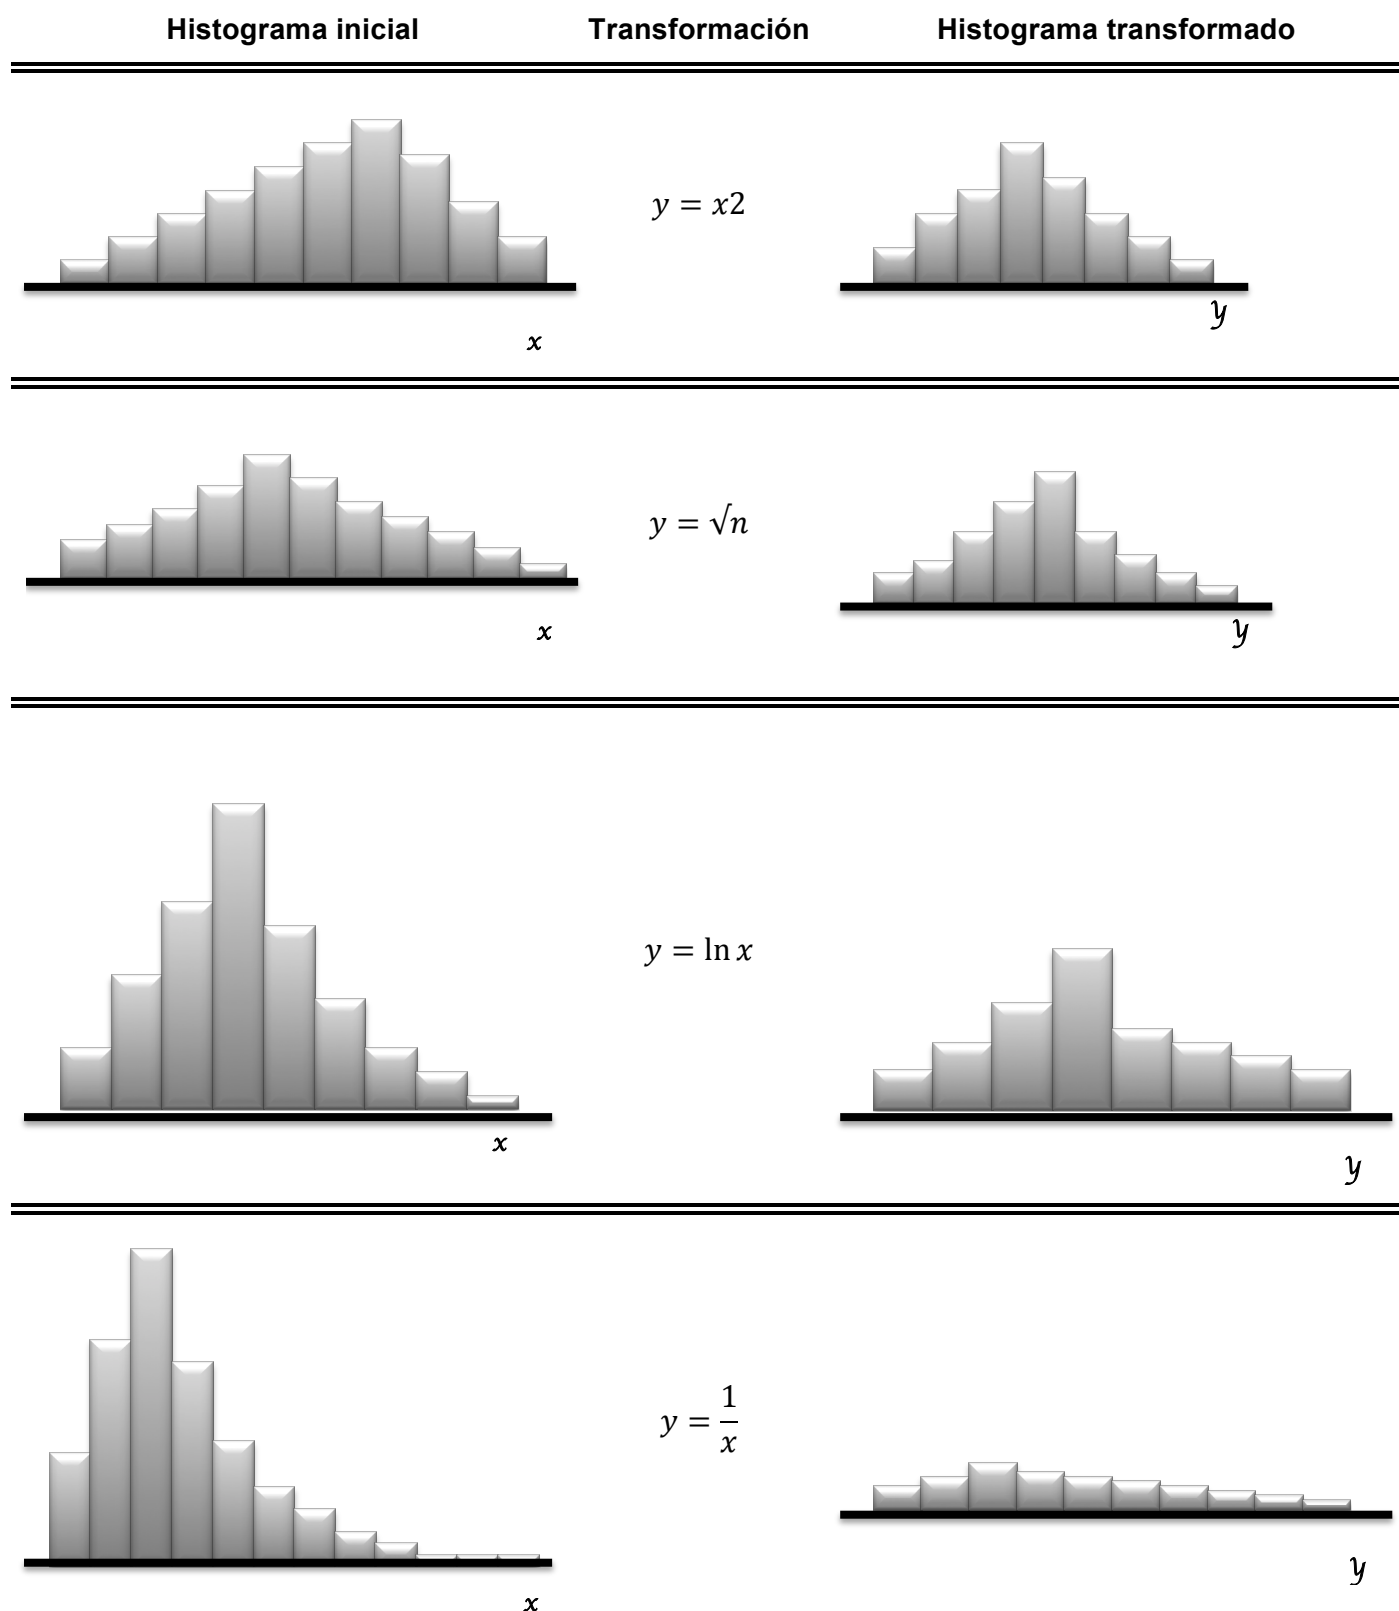 Histograma inicial Transformación Histograma transformado
y = x2
y
x
y = √n
x
y
y = ln x
x
y
y = 1/x
y
x